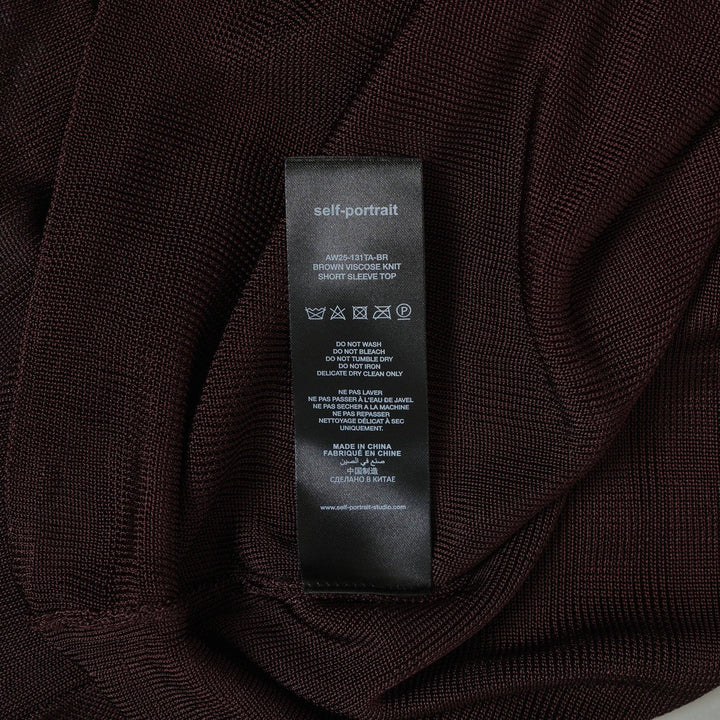 self-portrait
AW25-131TA-BR
BROWN VISCOSE KNIT
SHORT SLEEVE TOP
P
DO NOT WASH
DO NOT BLEACH
DO NOT TUMBLE DRY
DO NOT IRON
DELICATE DRY CLEAN ONLY
NE PAS LAVER
NE PAS PASSER À L'EAU DE JAVEL
NE PAS SECHER A LA MACHINE
NE PAS REPASSER
NETTOYAGE DÉLICAT À SEC
UNIQUEMENT.
MADE IN CHINA
FABRIQUÉ EN CHINE
صنع في الصين
中国制造
СДЕЛАНО В КИТАЕ
www.self-portrait-studio.com